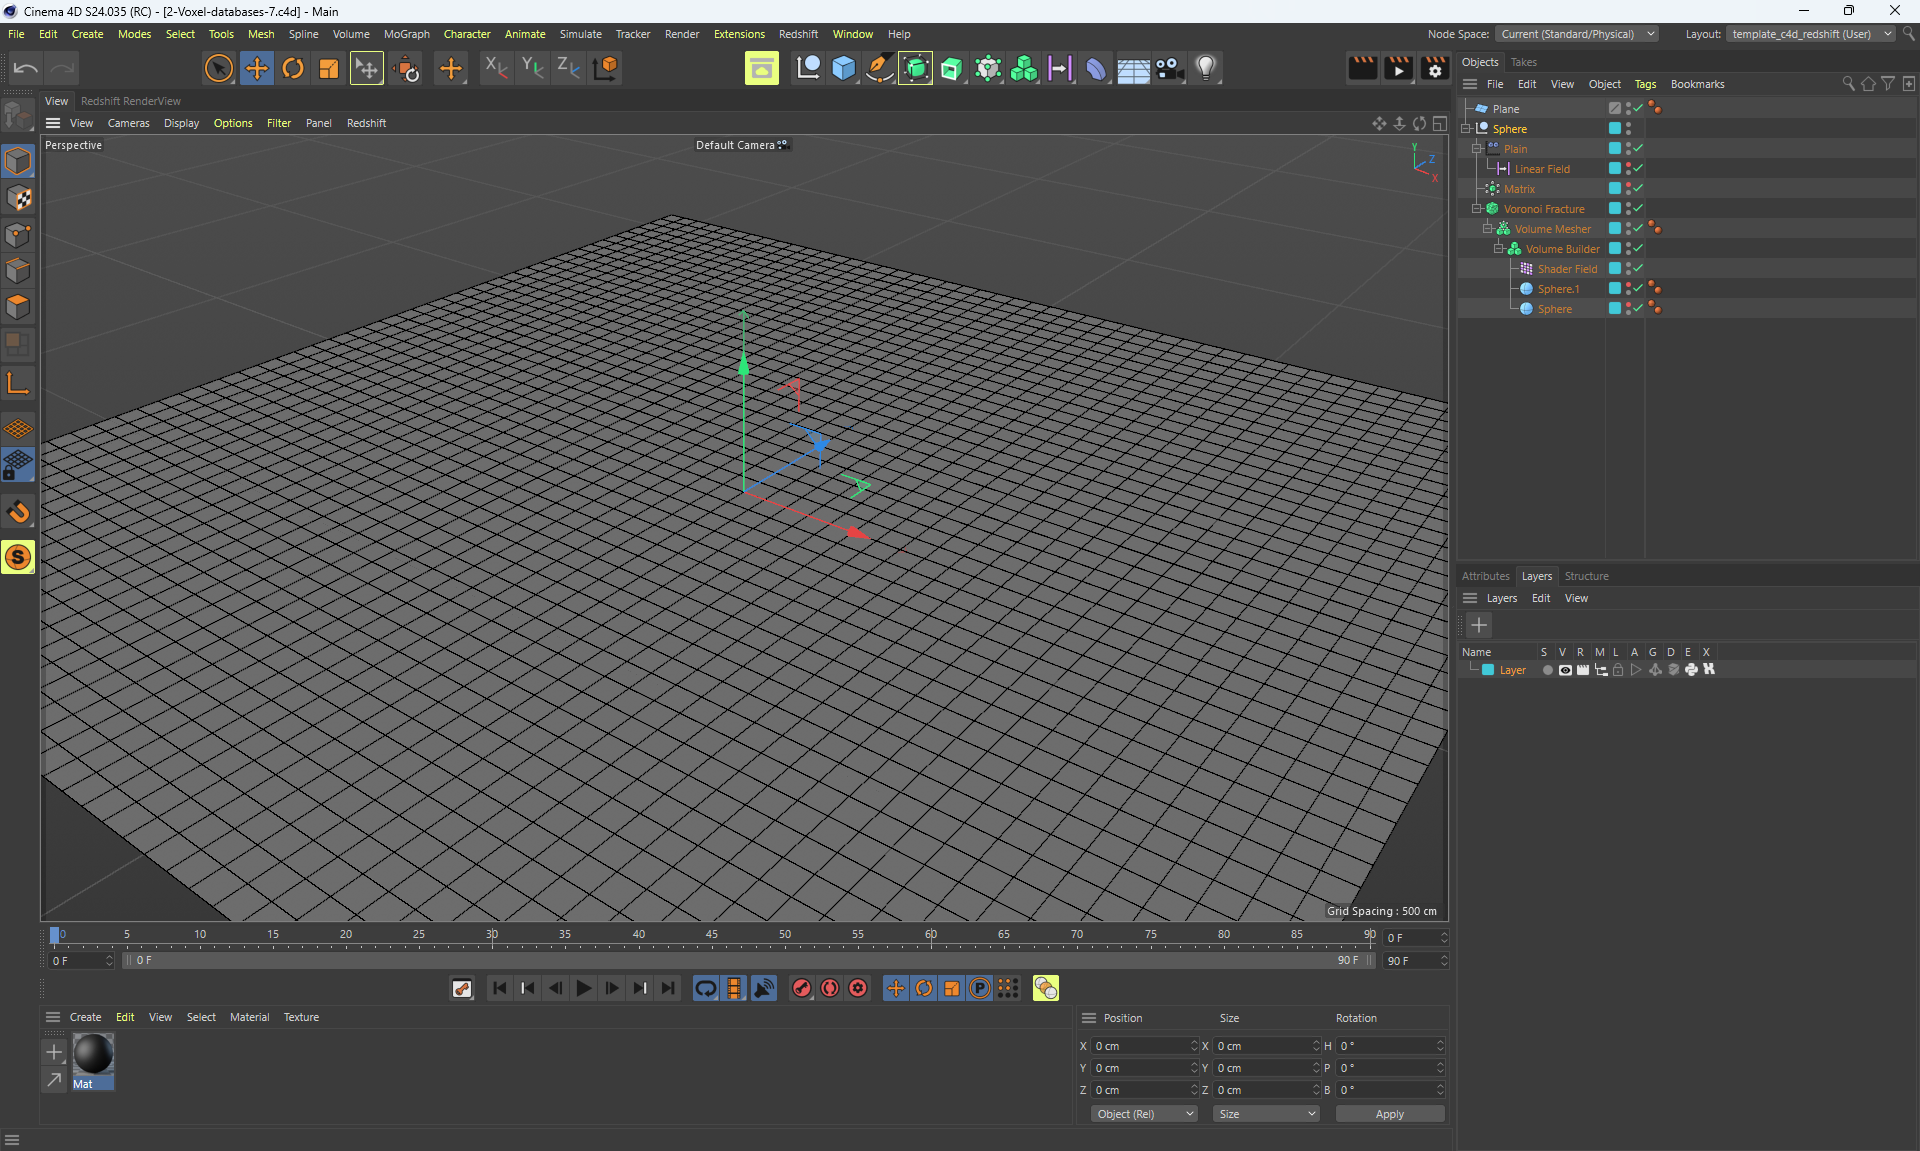 Cinema 4D S24.035 (RC) - [2-Voxel-databases-7.c4d] - Main
File Edit Create Modes Select Tools Mesh Spline Volume MoGraph Character Animate Simulate Tracker Render Extensions Redshift Window Help
Node Space: Current (Standard/Physical) Layout: template_c4d_redshift (User)
X Y Z
Objects Takes
File Edit View Object Tags Bookmarks
View Redshift RenderView
View Cameras Display Options Filter Panel Redshift
Perspective
Default Camera
Y
Z
X
Plane
Sphere
Plain
Linear Field
Matrix
Voronoi Fracture
Volume Mesher
Volume Builder
Shader Field
Sphere.1
Sphere
S
Attributes Layers Structure
Layers Edit View
Name S V R M L A G D E X
Layer
Grid Spacing : 500 cm
0 5 10 15 20 25 30 35 40 45 50 55 60 65 70 75 80 85 90
0 F
0 F
0 F
90 F
90 F
P
Create Edit View Select Material Texture
Mat
Position Size Rotation
X 0 cm X 0 cm H 0 °
Y 0 cm Y 0 cm P 0 °
Z 0 cm Z 0 cm B 0 °
Object (Rel) Size Apply